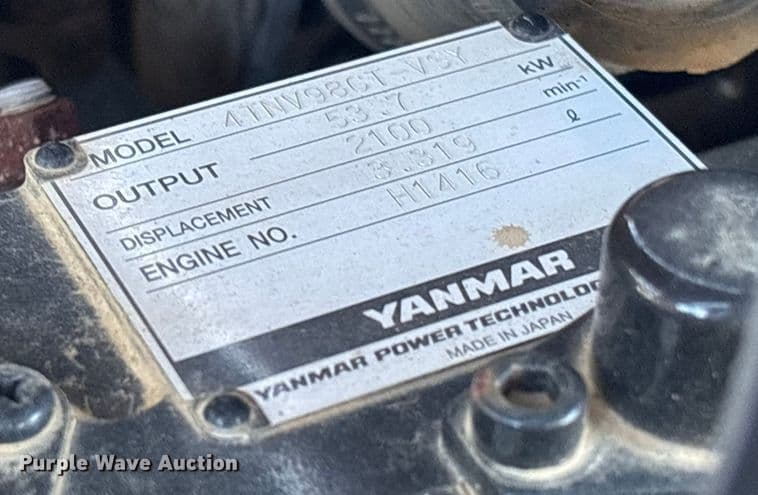 MODEL 4TNV98CT-VSY
OUTPUT 53.7 kW
2100 min⁻¹
DISPLACEMENT 3.319 ℓ
ENGINE NO. H1416
YANMAR
YANMAR POWER TECHNOLOG
MADE IN JAPAN
Purple Wave Auction